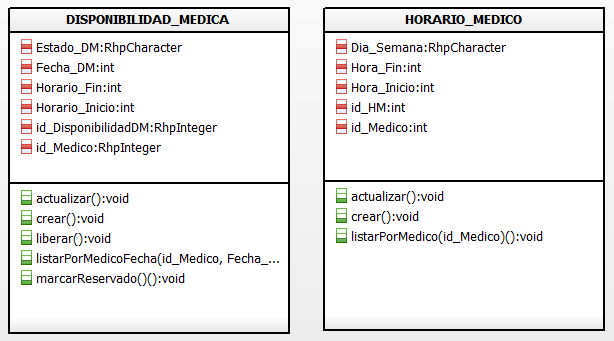 DISPONIBILIDAD_MEDICA
Estado_DM:RhpCharacter
Fecha_DM:int
Horario_Fin:int
Horario_Inicio:int
id_DisponibilidadDM:RhpInteger
id_Medico:RhpInteger
actualizar():void
crear():void
liberar():void
listarPorMedicoFecha(id_Medico, Fecha_...
marcarReservado()():void
HORARIO_MEDICO
Dia_Semana:RhpCharacter
Hora_Fin:int
Hora_Inicio:int
id_HM:int
id_Medico:int
actualizar():void
crear():void
listarPorMedico(id_Medico)():void